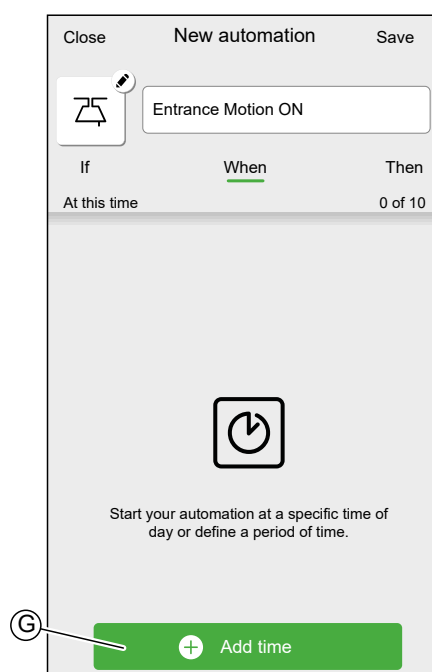 Close New automation Save
Entrance Motion ON
If When Then
At this time 0 of 10
Start your automation at a specific time of
day or define a period of time.
G Add time